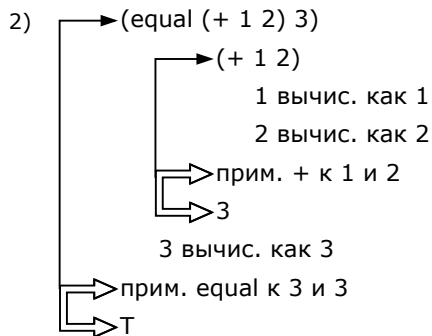 2) (equal (+ 1 2) 3)
(+ 1 2)
1 вычис. как 1
2 вычис. как 2
прим. + к 1 и 2
3
3 вычис. как 3
прим. equal к 3 и 3
T